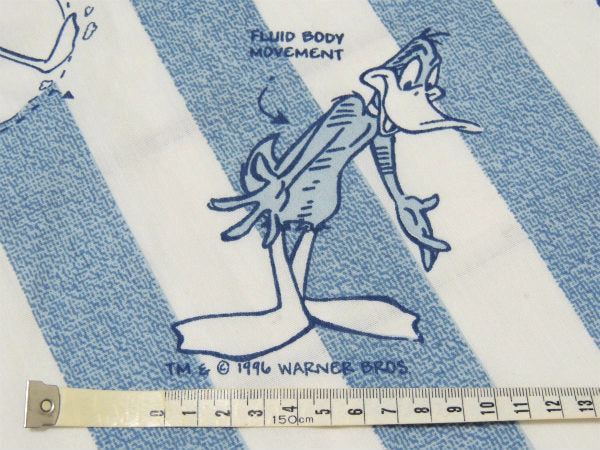 FLUID BODY
MOVEMENT
TM & © 1996 WARNER BROS
0 1 2 3 4 5 6 7 8 9 10 11 12 13
150cm